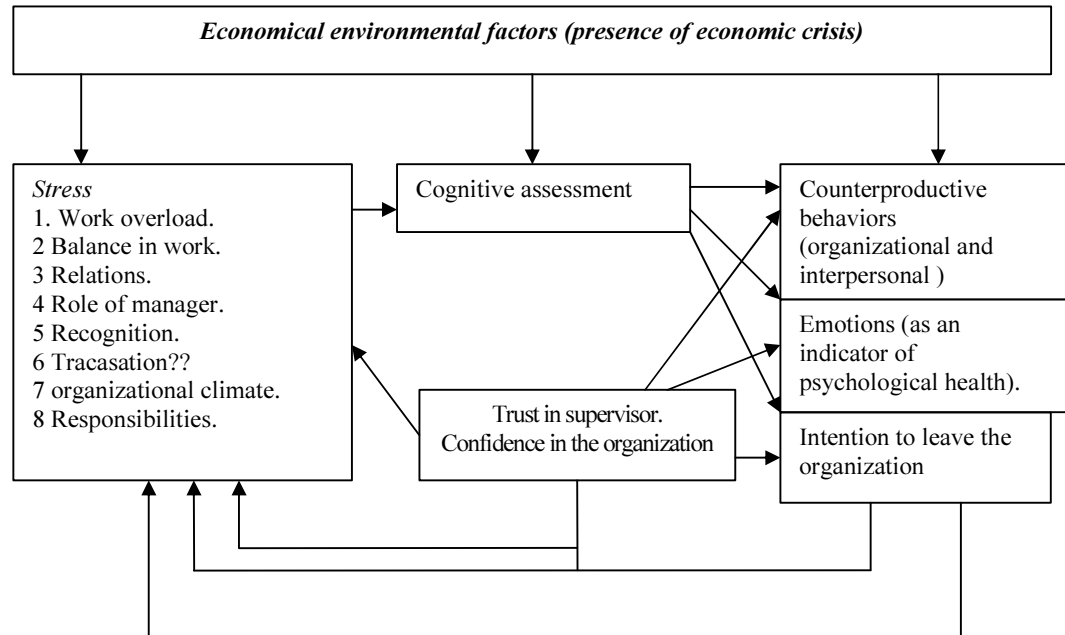 Economical environmental factors (presence of economic crisis)
Stress
1. Work overload.
2 Balance in work.
3 Relations.
4 Role of manager.
5 Recognition.
6 Tracasation??
7 organizational climate.
8 Responsibilities.
Cognitive assessment
Counterproductive
behaviors
(organizational and
interpersonal )
Emotions (as an
indicator of
psychological health).
Trust in supervisor.
Confidence in the organization
Intention to leave the
organization